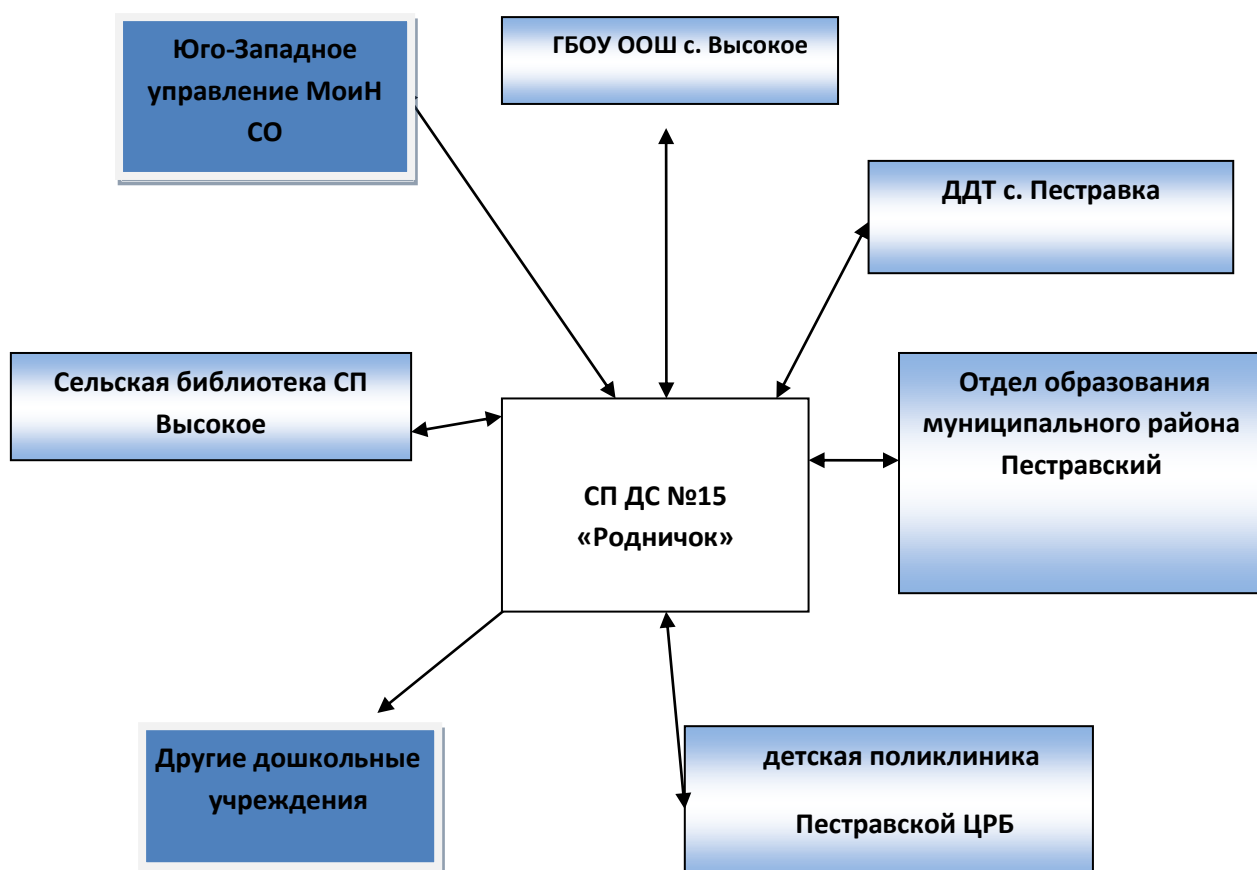 Юго-Западное
управление МоиН
СО
ГБОУ ООШ с. Высокое
ДДТ с. Пестравка
Сельская библиотека СП
Высокое
Отдел образования
муниципального района
Пестравский
СП ДС №15
«Родничок»
Другие дошкольные
учреждения
детская поликлиника
Пестравской ЦРБ